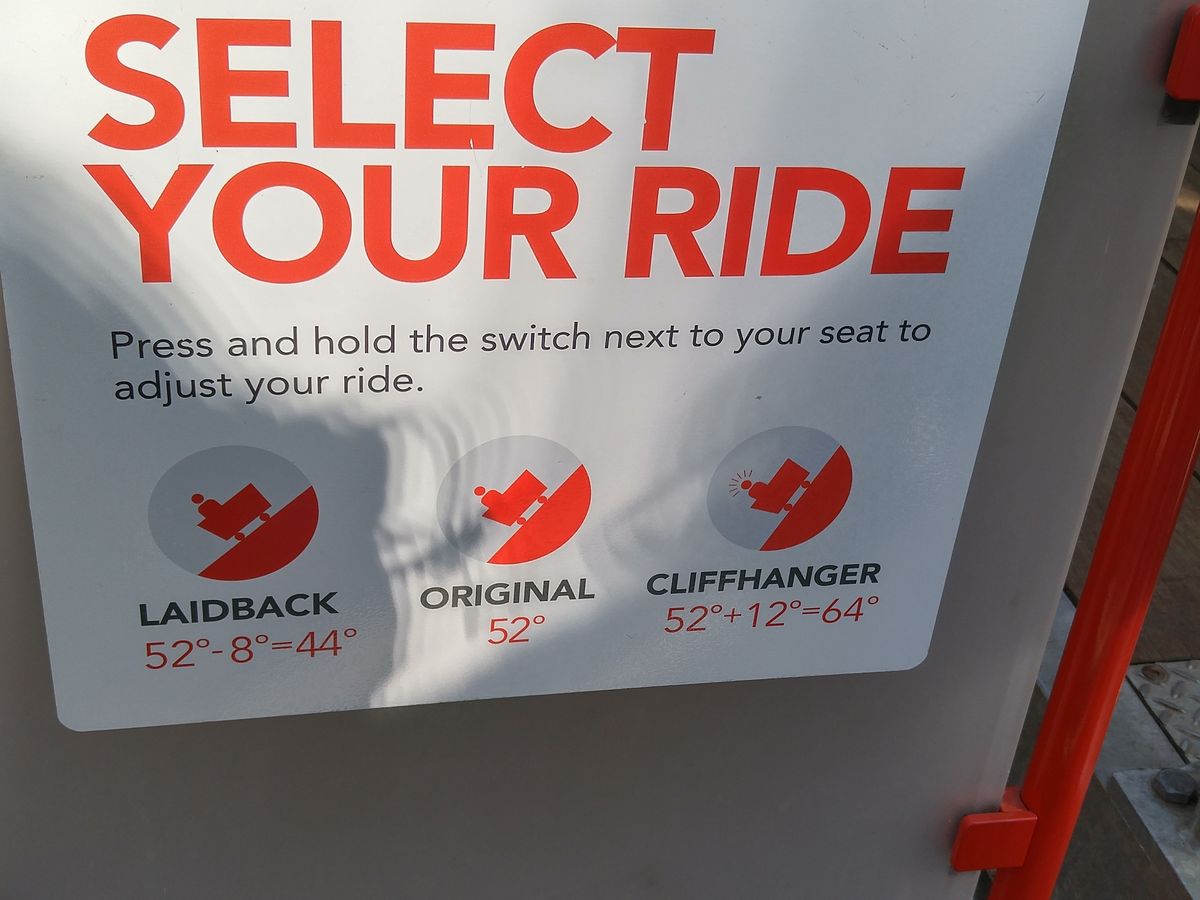 SELECT
YOUR RIDE
Press and hold the switch next to your seat to
adjust your ride.
LAIDBACK
52°-8°=44°
ORIGINAL
52°
CLIFFHANGER
52°+12°=64°